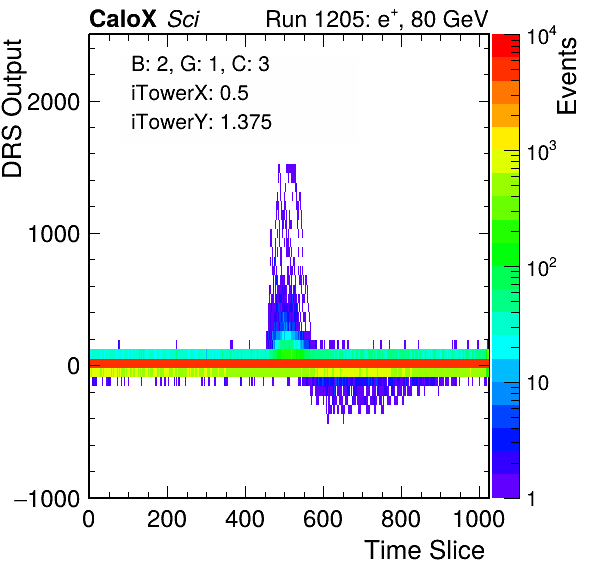 CaloX Sci Run 1205: e⁺, 80 GeV
B: 2, G: 1, C: 3
iTowerX: 0.5
iTowerY: 1.375
DRS Output
2000
1000
0
−1000
0 200 400 600 800 1000
Time Slice
Events
10⁴
10³
10²
10
1